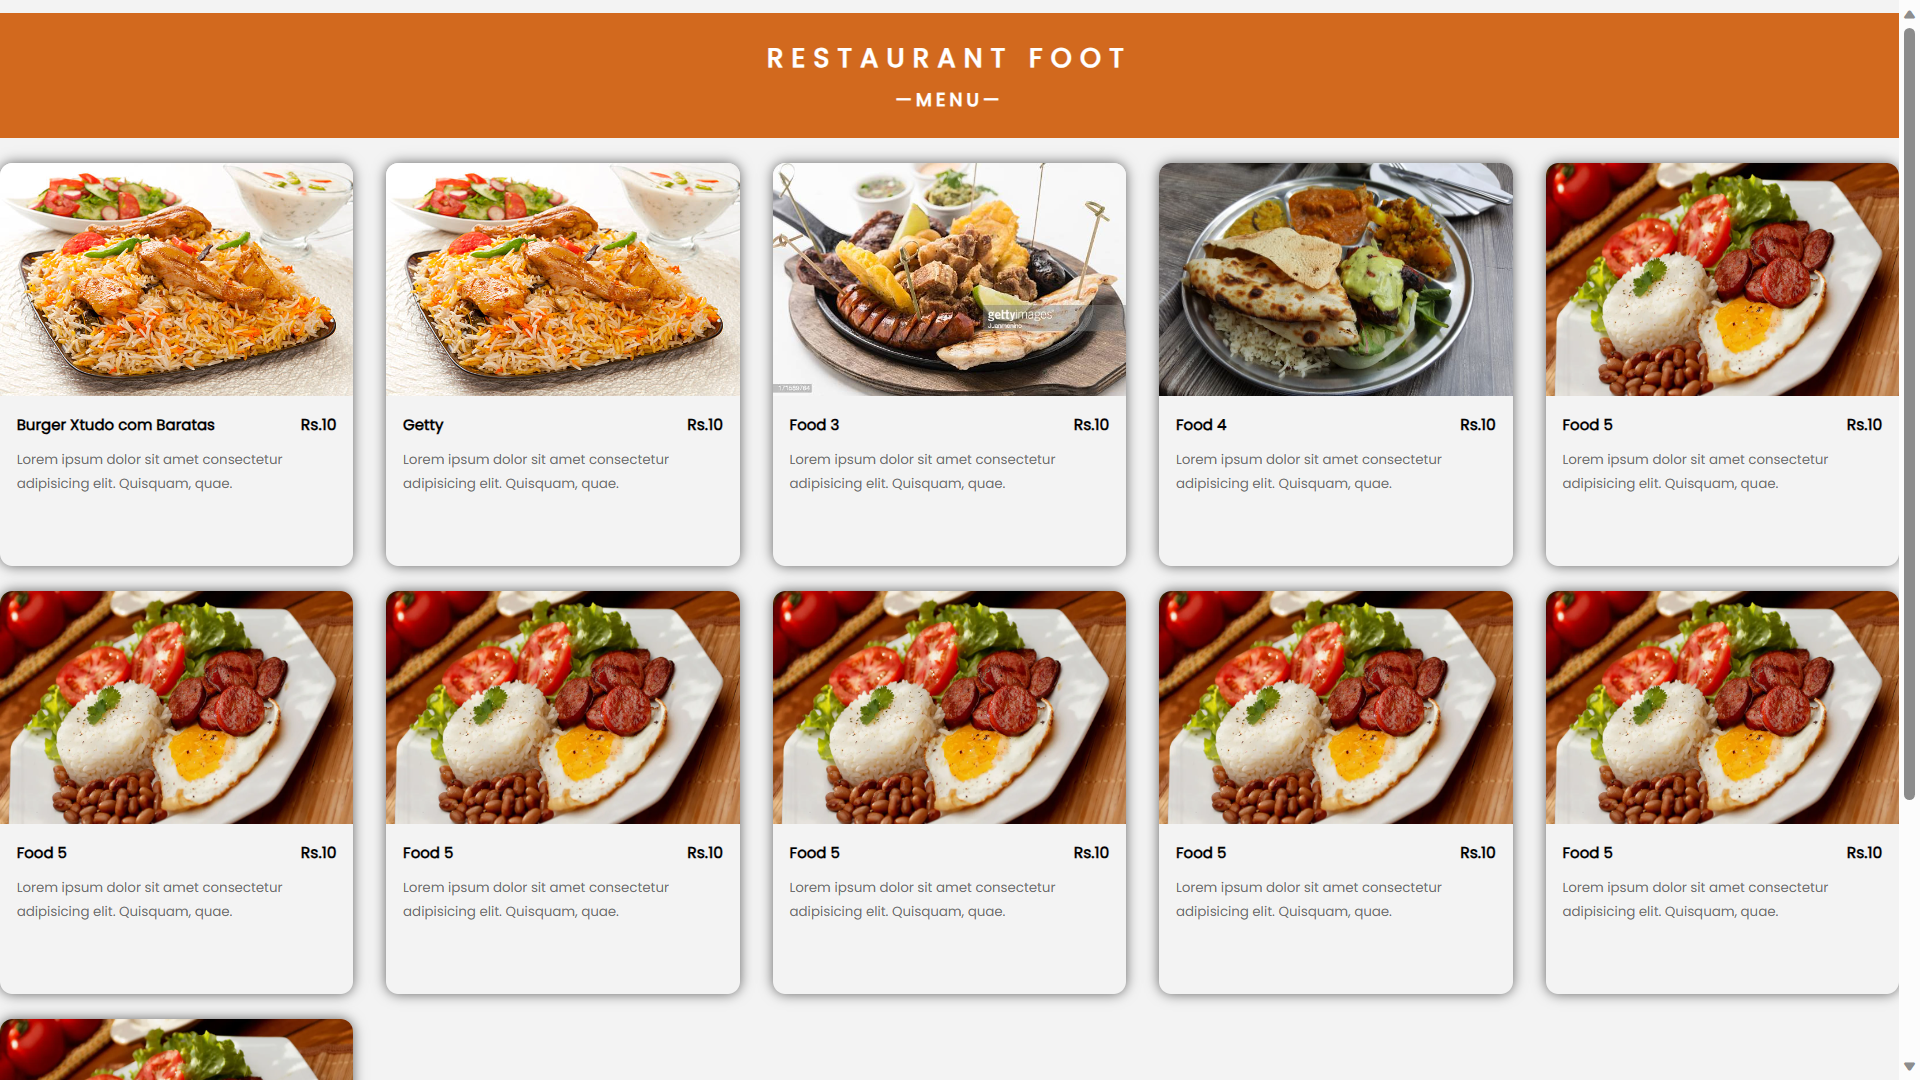 RESTAURANT FOOT
—MENU—
gettyimages
Juanmonino
Burger Xtudo com Baratas Rs.10
Lorem ipsum dolor sit amet consectetur
adipisicing elit. Quisquam, quae.
Getty Rs.10
Lorem ipsum dolor sit amet consectetur
adipisicing elit. Quisquam, quae.
Food 3 Rs.10
Lorem ipsum dolor sit amet consectetur
adipisicing elit. Quisquam, quae.
Food 4 Rs.10
Lorem ipsum dolor sit amet consectetur
adipisicing elit. Quisquam, quae.
Food 5 Rs.10
Lorem ipsum dolor sit amet consectetur
adipisicing elit. Quisquam, quae.
Food 5 Rs.10
Lorem ipsum dolor sit amet consectetur
adipisicing elit. Quisquam, quae.
Food 5 Rs.10
Lorem ipsum dolor sit amet consectetur
adipisicing elit. Quisquam, quae.
Food 5 Rs.10
Lorem ipsum dolor sit amet consectetur
adipisicing elit. Quisquam, quae.
Food 5 Rs.10
Lorem ipsum dolor sit amet consectetur
adipisicing elit. Quisquam, quae.
Food 5 Rs.10
Lorem ipsum dolor sit amet consectetur
adipisicing elit. Quisquam, quae.